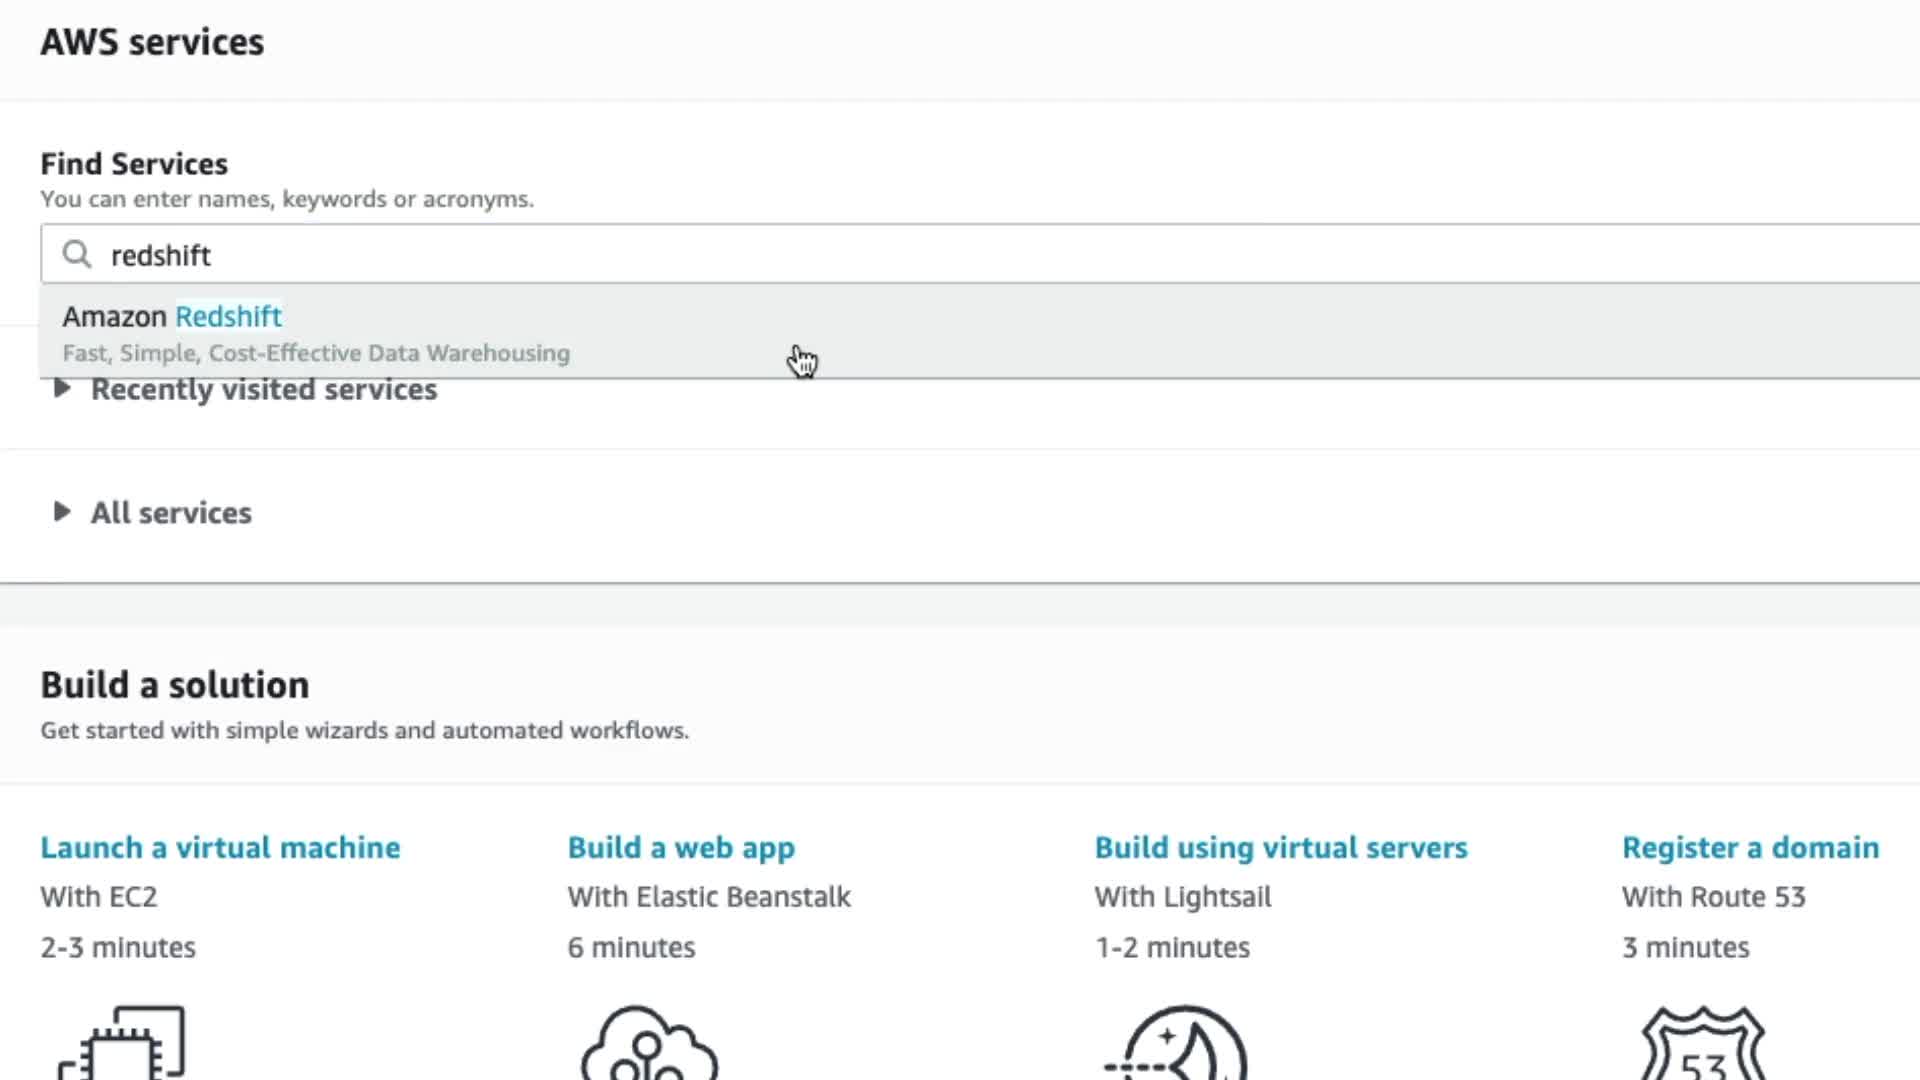 AWS services
Find Services
You can enter names, keywords or acronyms.
redshift
Amazon Redshift
Fast, Simple, Cost-Effective Data Warehousing
Recently visited services
All services
Build a solution
Get started with simple wizards and automated workflows.
Launch a virtual machine
With EC2
2-3 minutes
Build a web app
With Elastic Beanstalk
6 minutes
Build using virtual servers
With Lightsail
1-2 minutes
Register a domain
With Route 53
3 minutes
53